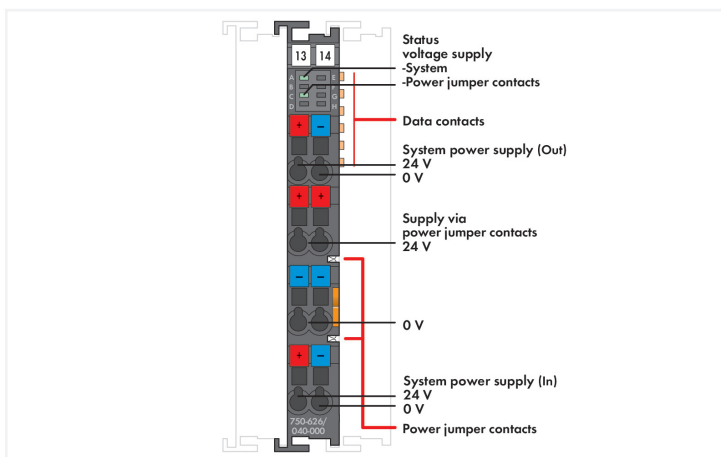 13 14
A E
B F
C G
D H
+ −
+ +
− −
+ −
750-626/
040-000
Status
voltage supply
-System
-Power jumper contacts
Data contacts
System power supply (Out)
24 V
0 V
Supply via
power jumper contacts
24 V
0 V
System power supply (In)
24 V
0 V
Power jumper contacts